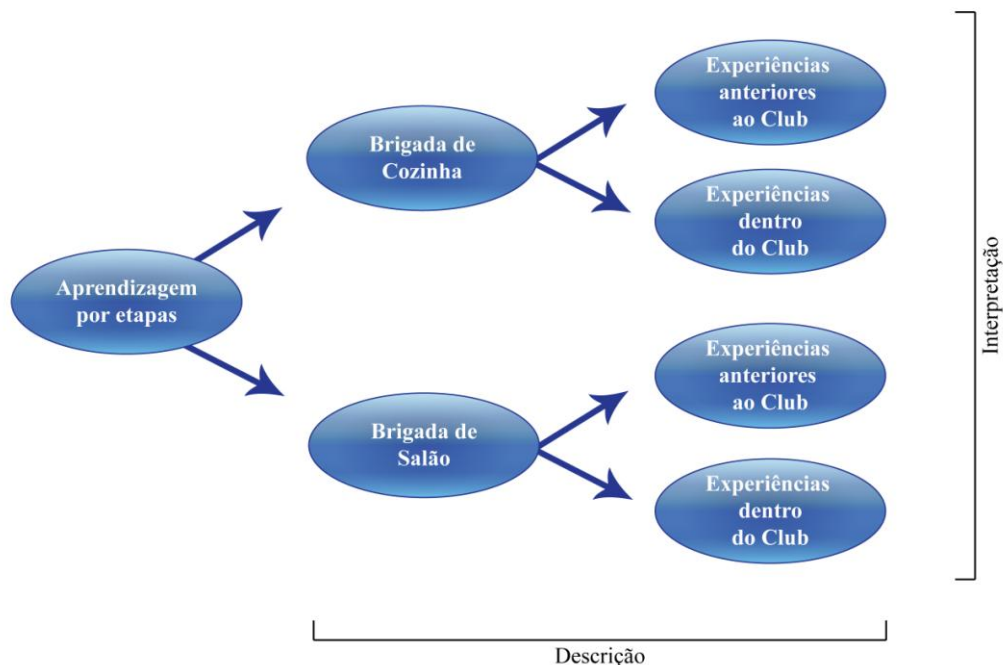 Experiências
anteriores
ao Club
Brigada de
Cozinha
Experiências
dentro
do Club
Aprendizagem
por etapas
Experiências
anteriores
ao Club
Brigada de
Salão
Experiências
dentro
do Club
Interpretação
Descrição